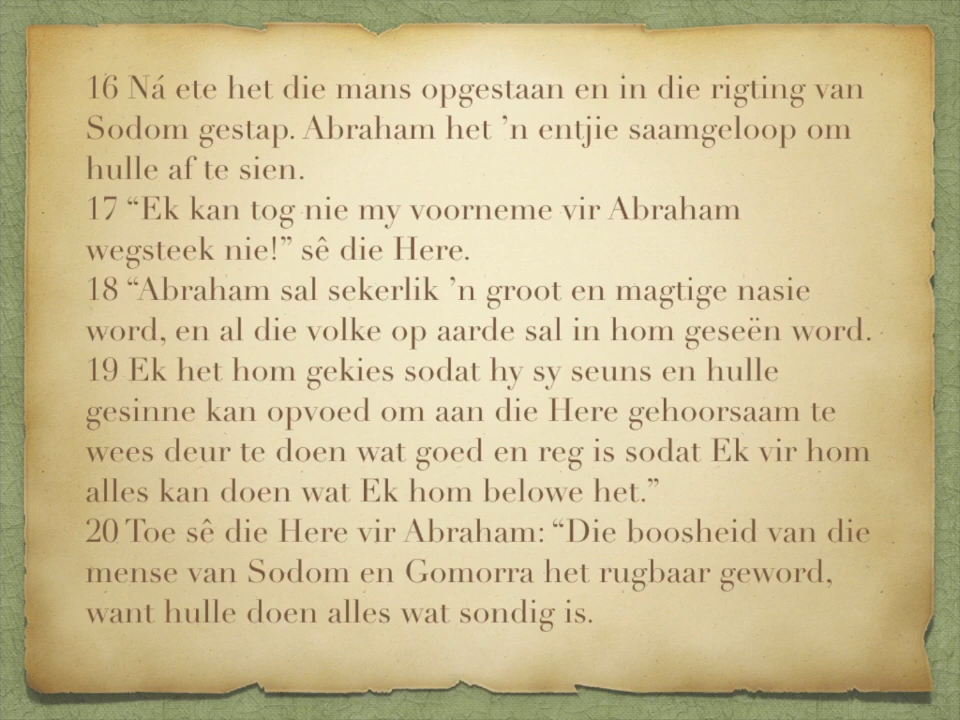 16 Ná ete het die mans opgestaan en in die rigting van
Sodom gestap. Abraham het ’n entjie saamgeloop om
hulle af te sien.
17 “Ek kan tog nie my voorneme vir Abraham
wegsteek nie!” sê die Here.
18 “Abraham sal sekerlik ’n groot en magtige nasie
word, en al die volke op aarde sal in hom geseën word.
19 Ek het hom gekies sodat hy sy seuns en hulle
gesinne kan opvoed om aan die Here gehoorsaam te
wees deur te doen wat goed en reg is sodat Ek vir hom
alles kan doen wat Ek hom belowe het.”
20 Toe sê die Here vir Abraham: “Die boosheid van die
mense van Sodom en Gomorra het rugbaar geword,
want hulle doen alles wat sondig is.